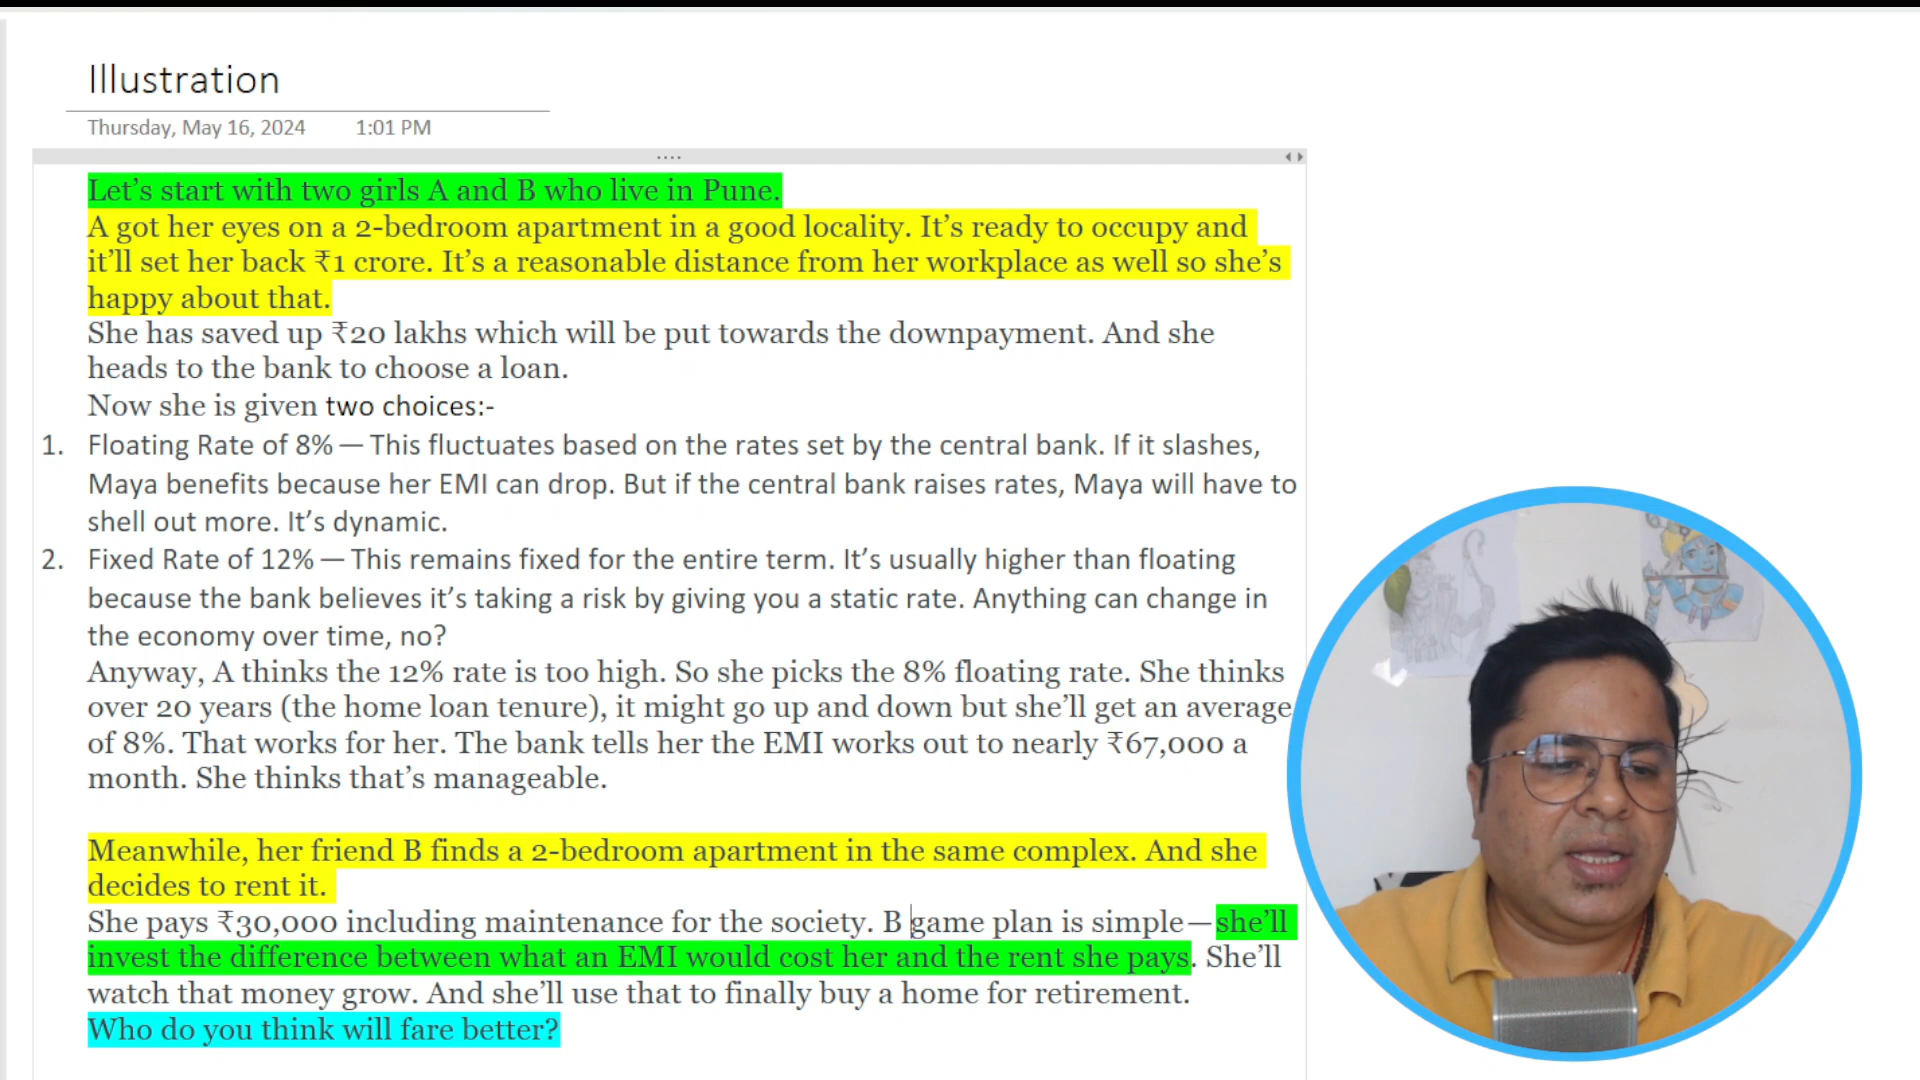 Illustration
Thursday, May 16, 2024 1:01 PM
Let’s start with two girls A and B who live in Pune.
A got her eyes on a 2-bedroom apartment in a good locality. It’s ready to occupy and
it’ll set her back ₹1 crore. It’s a reasonable distance from her workplace as well so she’s
happy about that.
She has saved up ₹20 lakhs which will be put towards the downpayment. And she
heads to the bank to choose a loan.
Now she is given two choices:-
1. Floating Rate of 8% — This fluctuates based on the rates set by the central bank. If it slashes,
Maya benefits because her EMI can drop. But if the central bank raises rates, Maya will have to
shell out more. It’s dynamic.
2. Fixed Rate of 12% — This remains fixed for the entire term. It’s usually higher than floating
because the bank believes it’s taking a risk by giving you a static rate. Anything can change in
the economy over time, no?
Anyway, A thinks the 12% rate is too high. So she picks the 8% floating rate. She thinks
over 20 years (the home loan tenure), it might go up and down but she’ll get an average
of 8%. That works for her. The bank tells her the EMI works out to nearly ₹67,000 a
month. She thinks that’s manageable.
Meanwhile, her friend B finds a 2-bedroom apartment in the same complex. And she
decides to rent it.
She pays ₹30,000 including maintenance for the society. B game plan is simple—she’ll
invest the difference between what an EMI would cost her and the rent she pays. She’ll
watch that money grow. And she’ll use that to finally buy a home for retirement.
Who do you think will fare better?